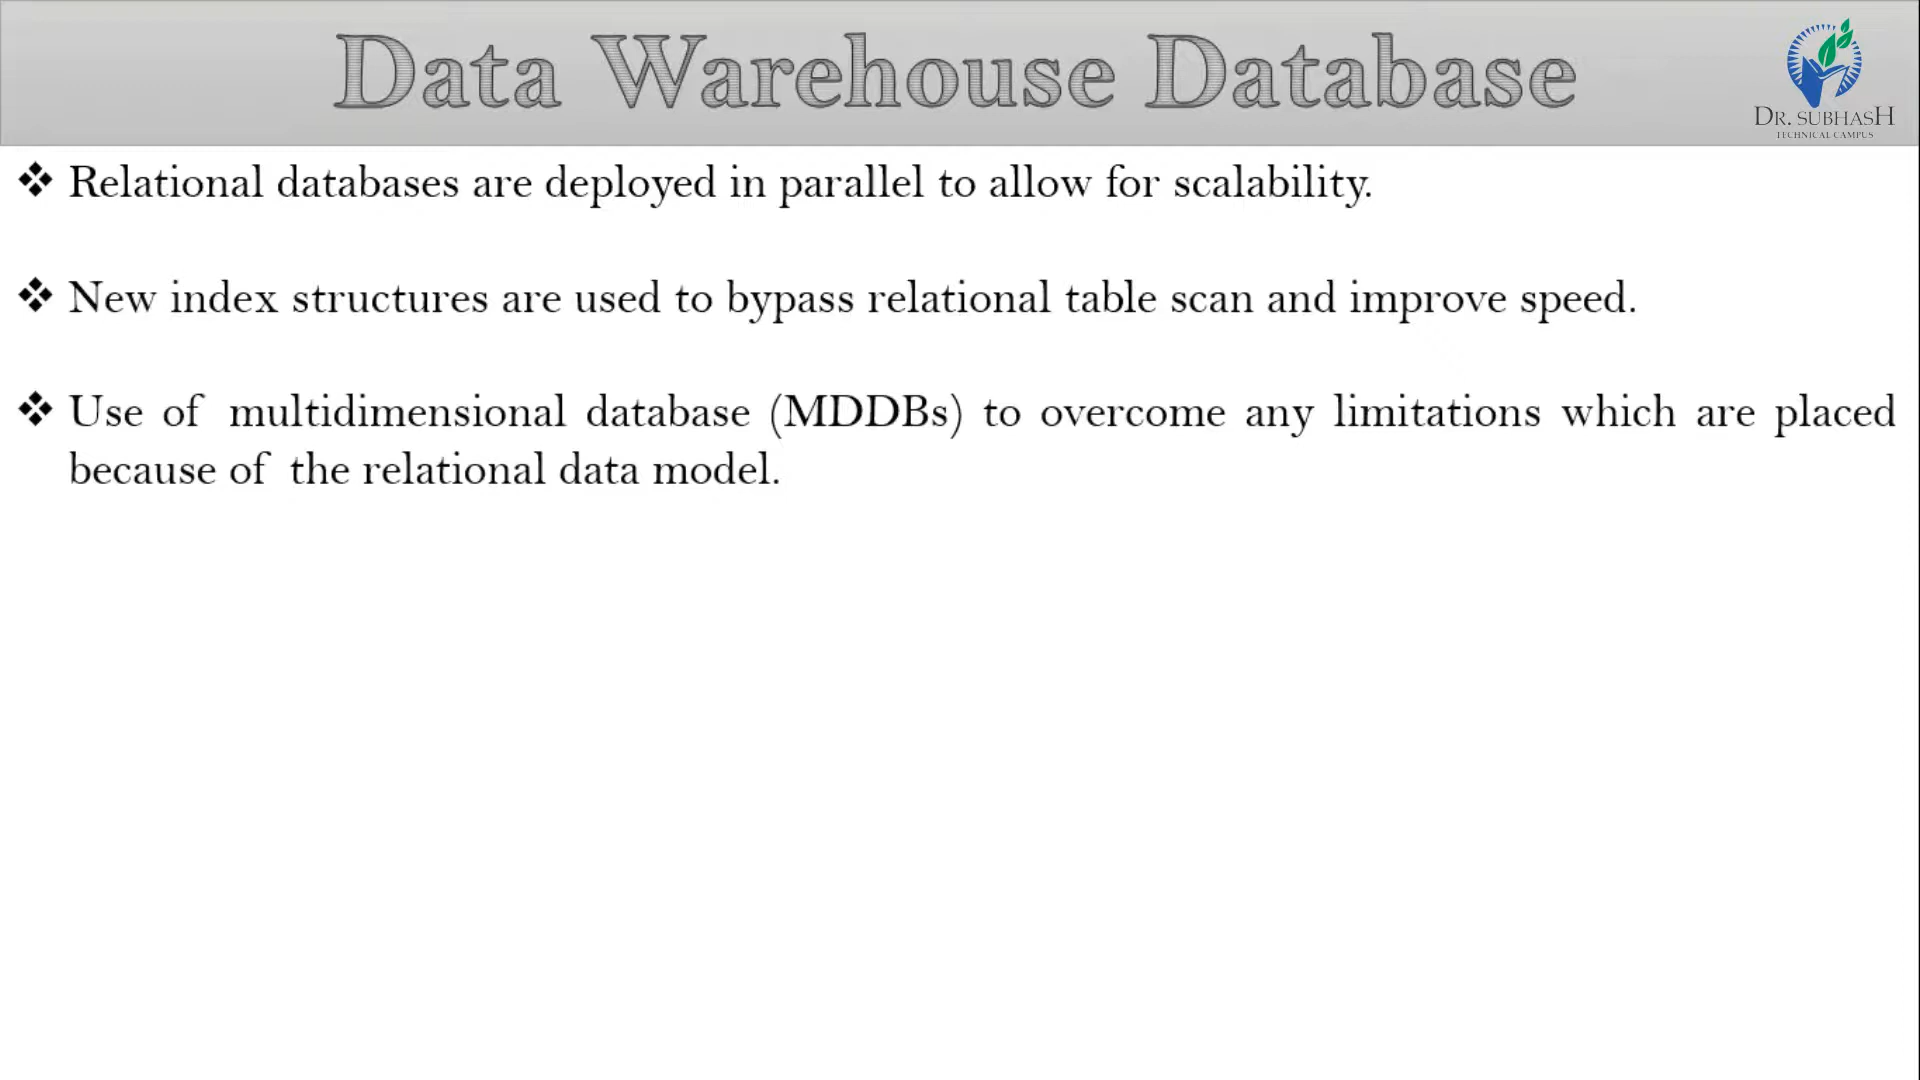 Data Warehouse Database
DR. SUBHASH
TECHNICAL CAMPUS
❖ Relational databases are deployed in parallel to allow for scalability.
❖ New index structures are used to bypass relational table scan and improve speed.
❖ Use of multidimensional database (MDDBs) to overcome any limitations which are placed
because of the relational data model.